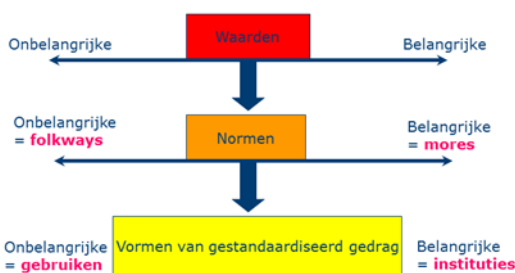 Waarden
Onbelangrijke
Belangrijke
Onbelangrijke
= folkways
Normen
Belangrijke
= mores
Onbelangrijke
= gebruiken
Vormen van gestandaardiseerd gedrag
Belangrijke
= instituties